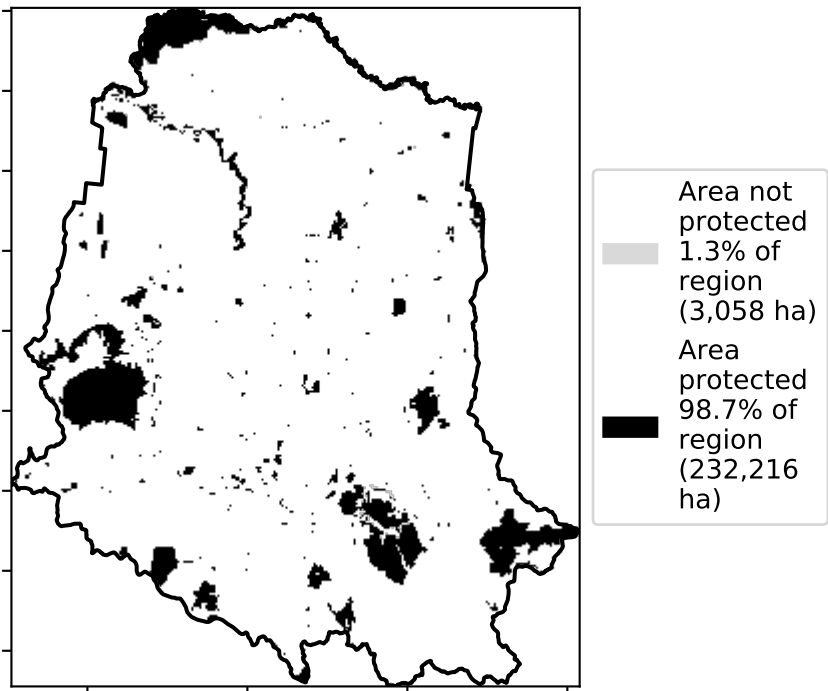 Area not
protected
1.3% of
region
(3,058 ha)
Area
protected
98.7% of
region
(232,216
ha)